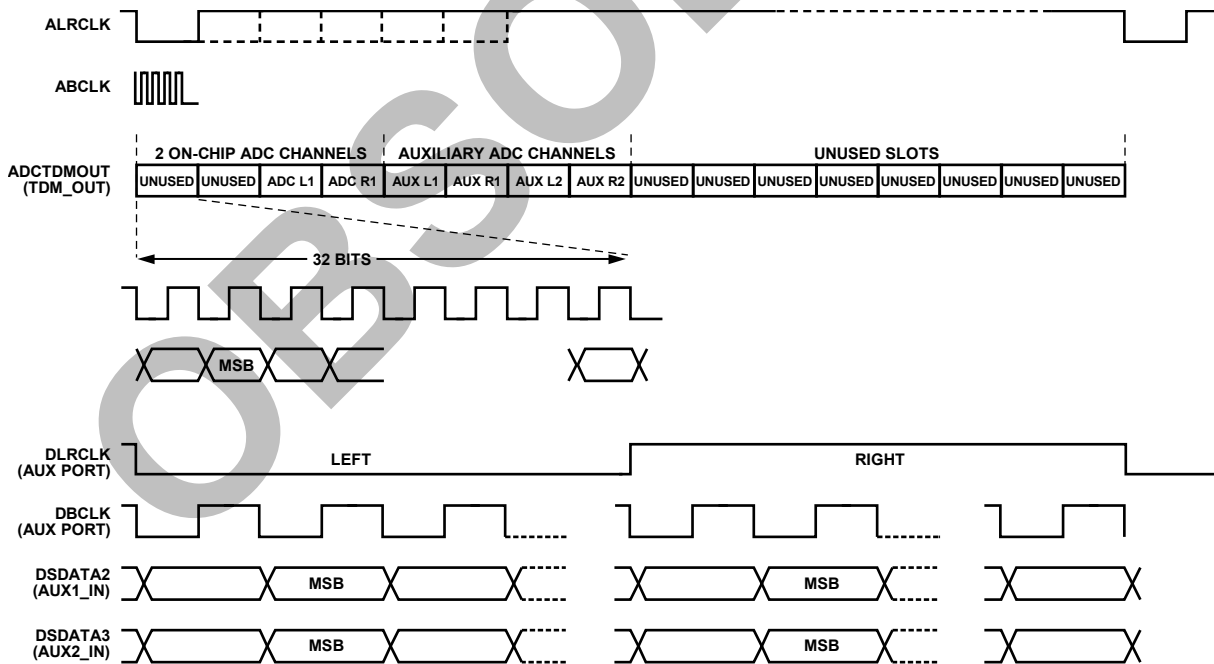 ALRCLK
ABCLK
2 ON-CHIP ADC CHANNELS AUXILIARY ADC CHANNELS UNUSED SLOTS
ADCTDMOUT
(TDM_OUT)
UNUSED UNUSED ADC L1 ADC R1 AUX L1 AUX R1 AUX L2 AUX R2 UNUSED UNUSED UNUSED UNUSED UNUSED UNUSED UNUSED UNUSED
32 BITS
MSB
DLRCLK
(AUX PORT)
LEFT RIGHT
DBCLK
(AUX PORT)
DSDATA2
(AUX1_IN)
MSB MSB
DSDATA3
(AUX2_IN)
MSB MSB